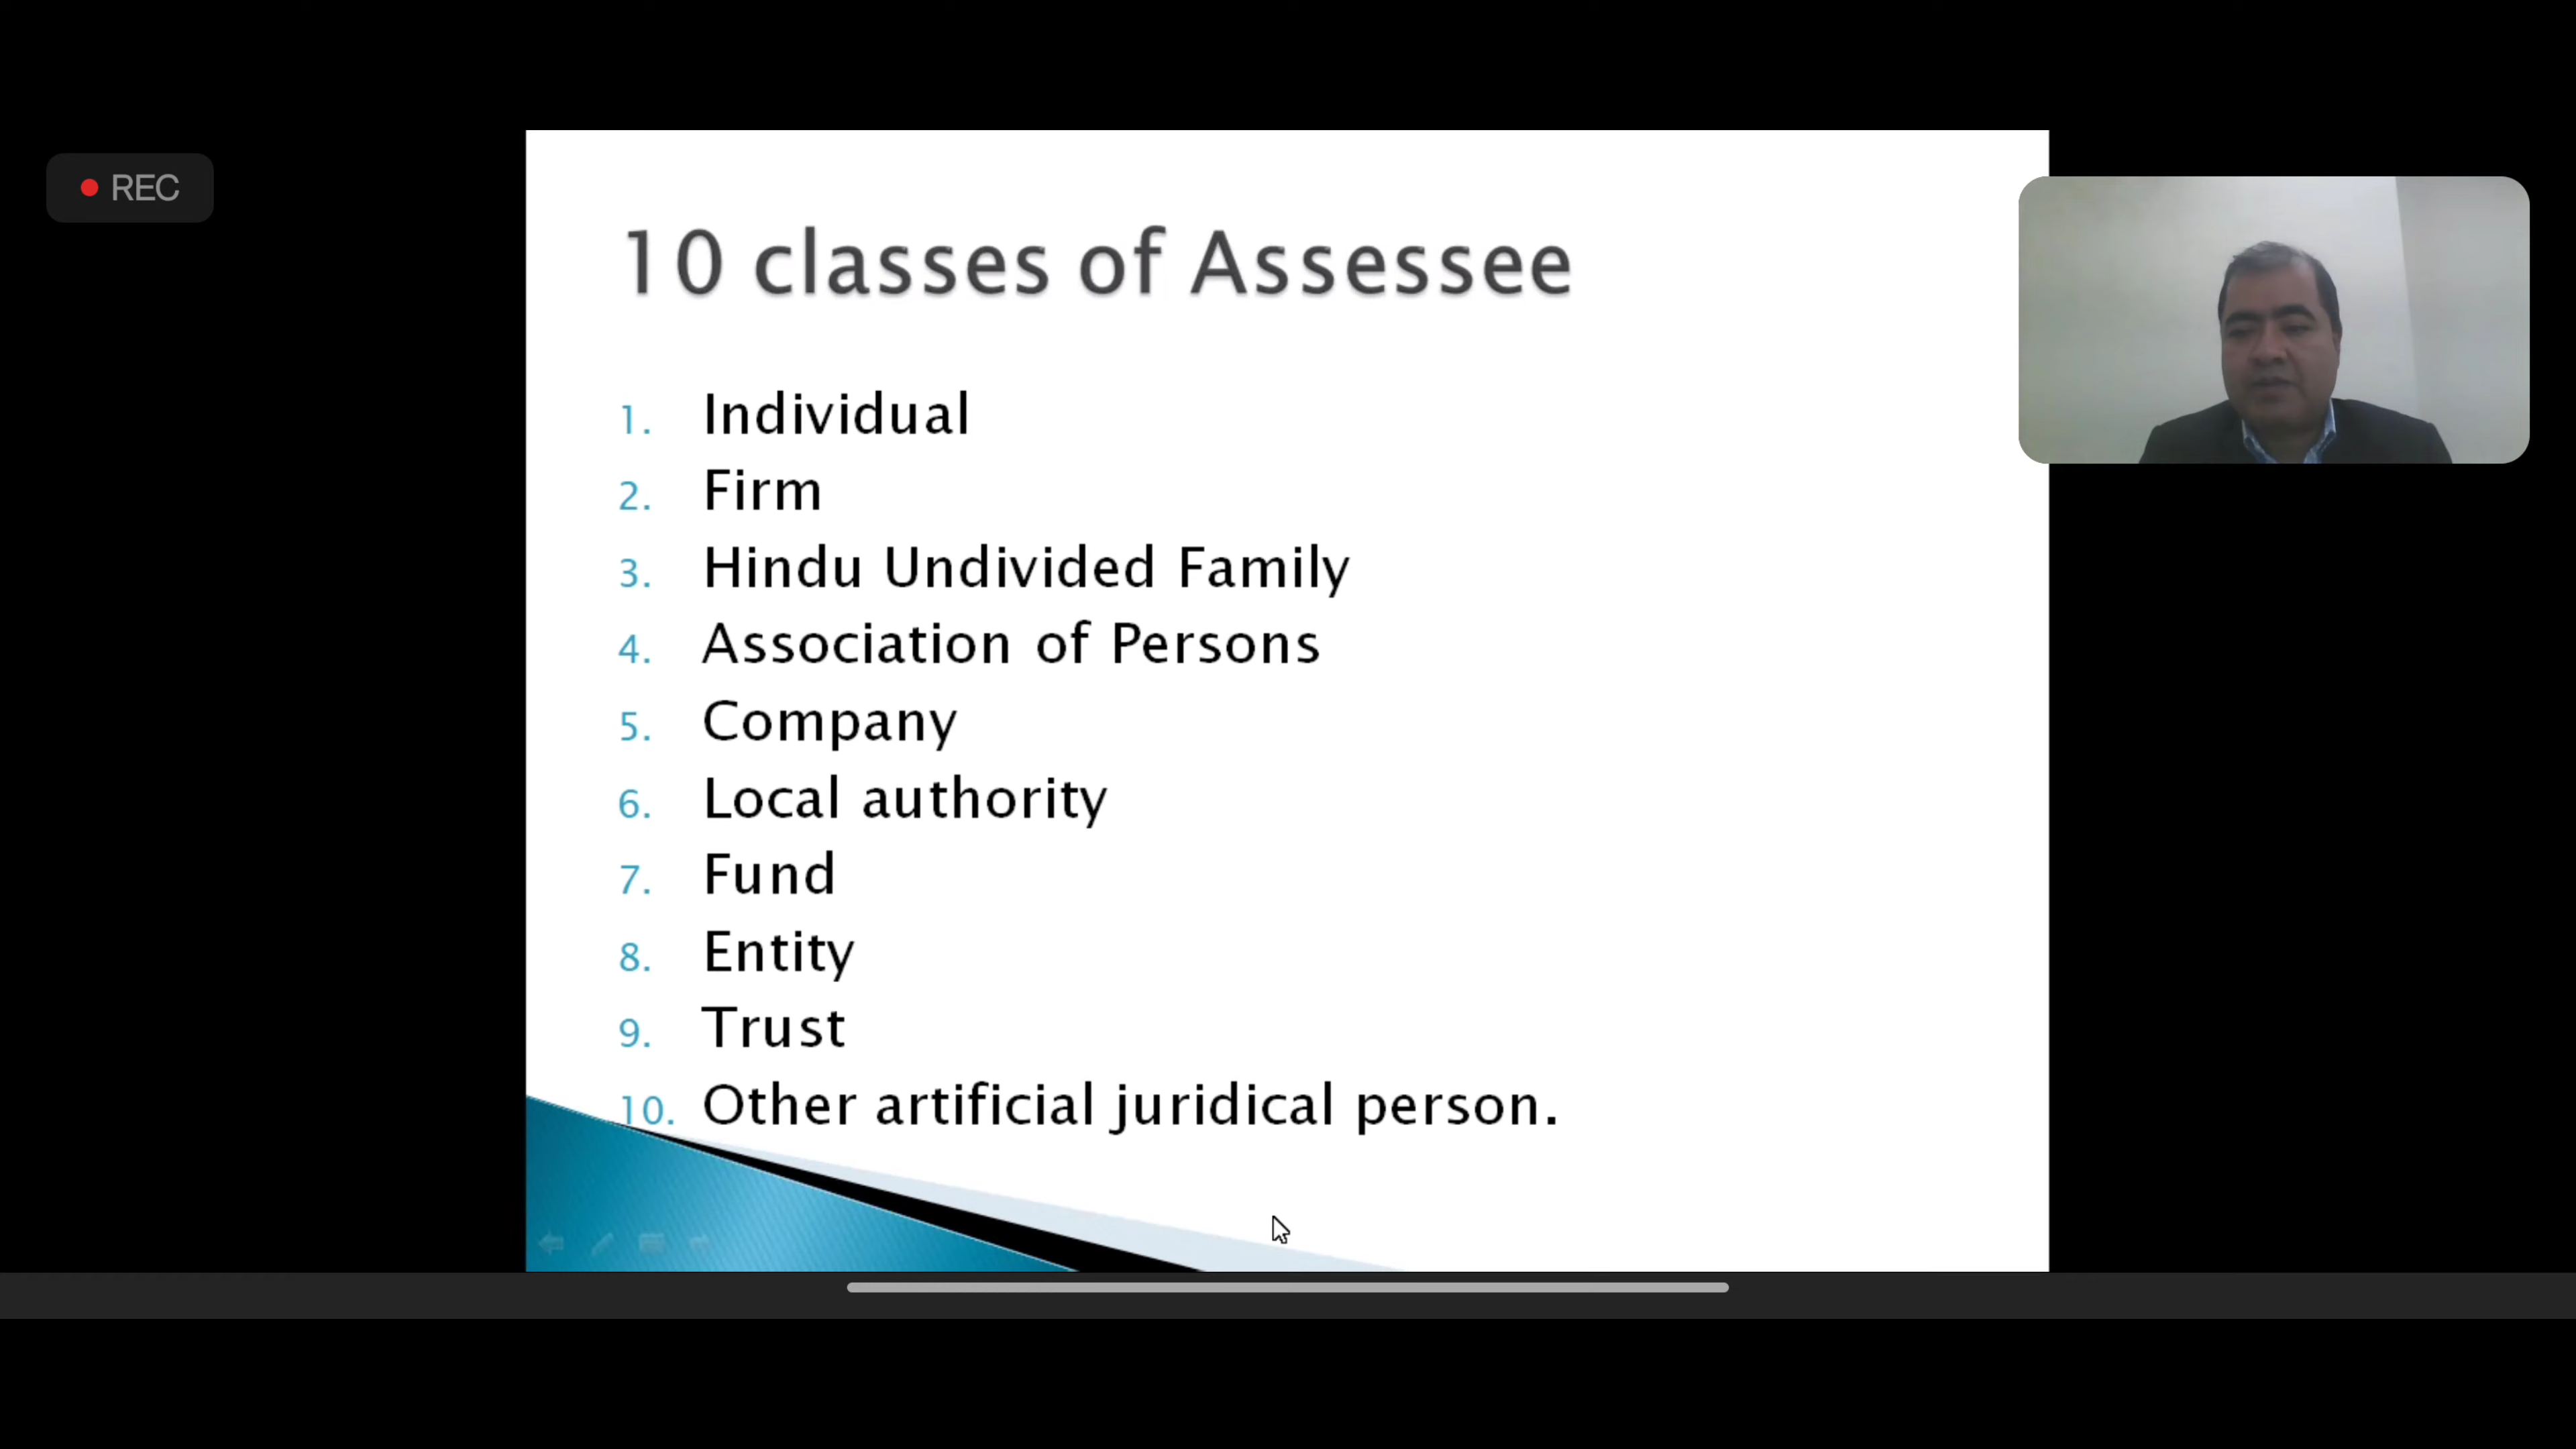 REC
10 classes of Assessee
1. Individual
2. Firm
3. Hindu Undivided Family
4. Association of Persons
5. Company
6. Local authority
7. Fund
8. Entity
9. Trust
10. Other artificial juridical person.